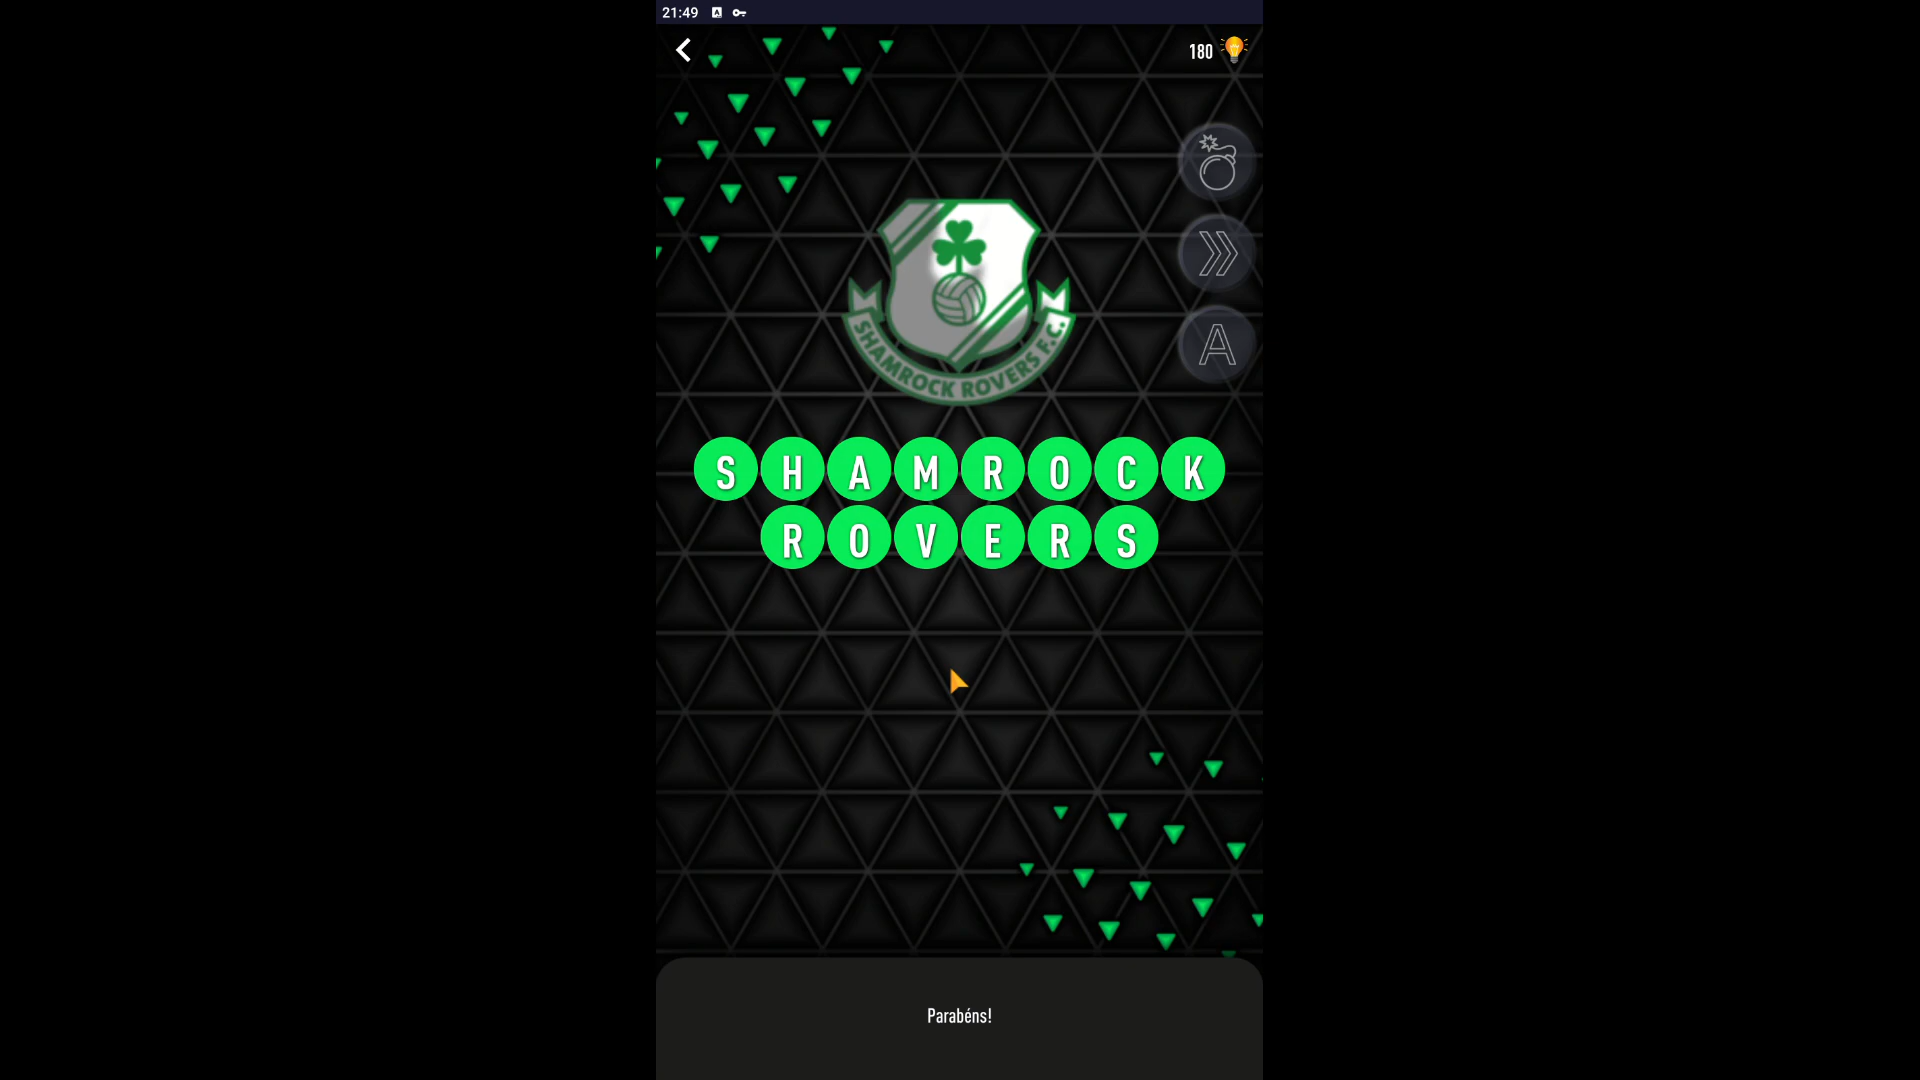 21:49
180
SHAMROCK ROVERS F.C.
A
SHAMROCK
ROVERS
Parabéns!